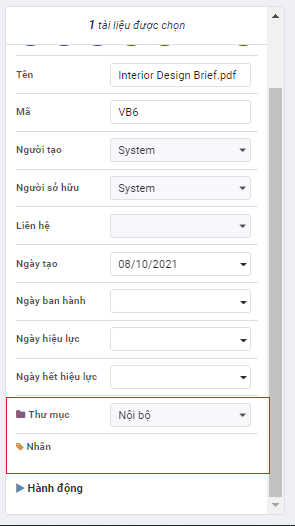 1 tài liệu được chọn
Tên Interior Design Brief.pdf
Mã VB6
Người tạo System
Người sở hữu System
Liên hệ
Ngày tạo 08/10/2021
Ngày ban hành
Ngày hiệu lực
Ngày hết hiệu lực
Thư mục Nội bộ
Nhãn
Hành động